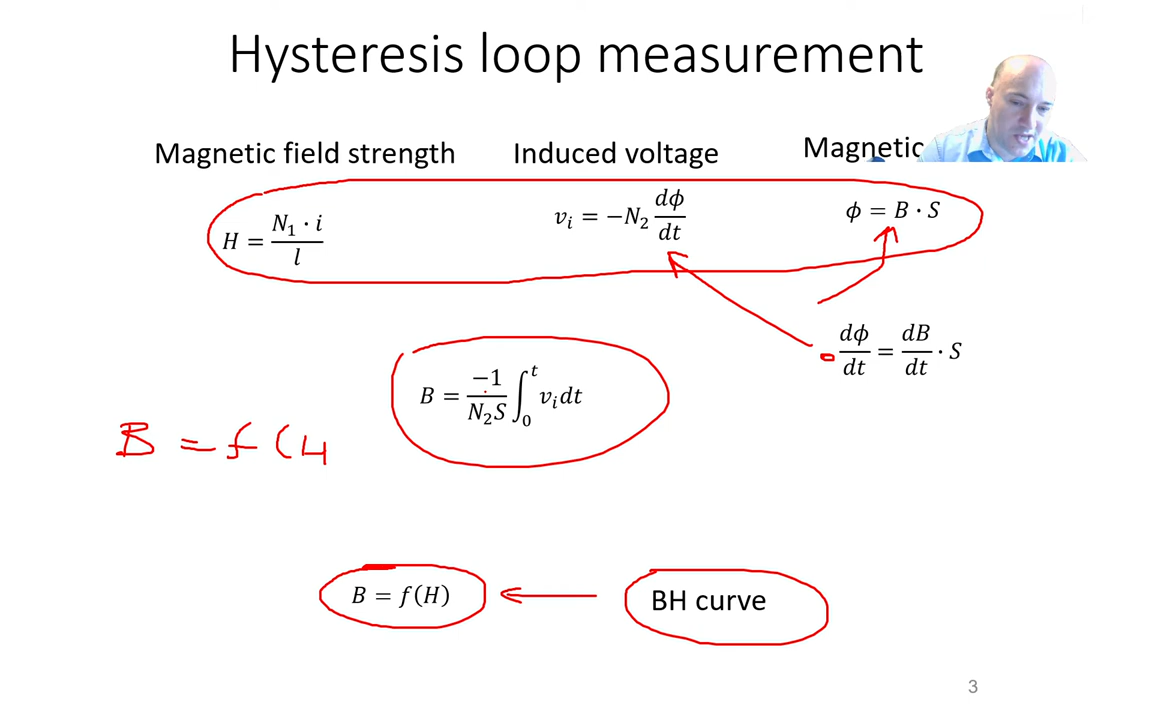 Hysteresis loop measurement
Magnetic field strength Induced voltage Magnetic
H = N₁ · i / l v_i = −N₂ dϕ/dt ϕ = B · S
dϕ/dt = dB/dt · S
B = −1/(N₂S) ∫₀ᵗ v_i dt
B = f (
B = f(H) BH curve
3